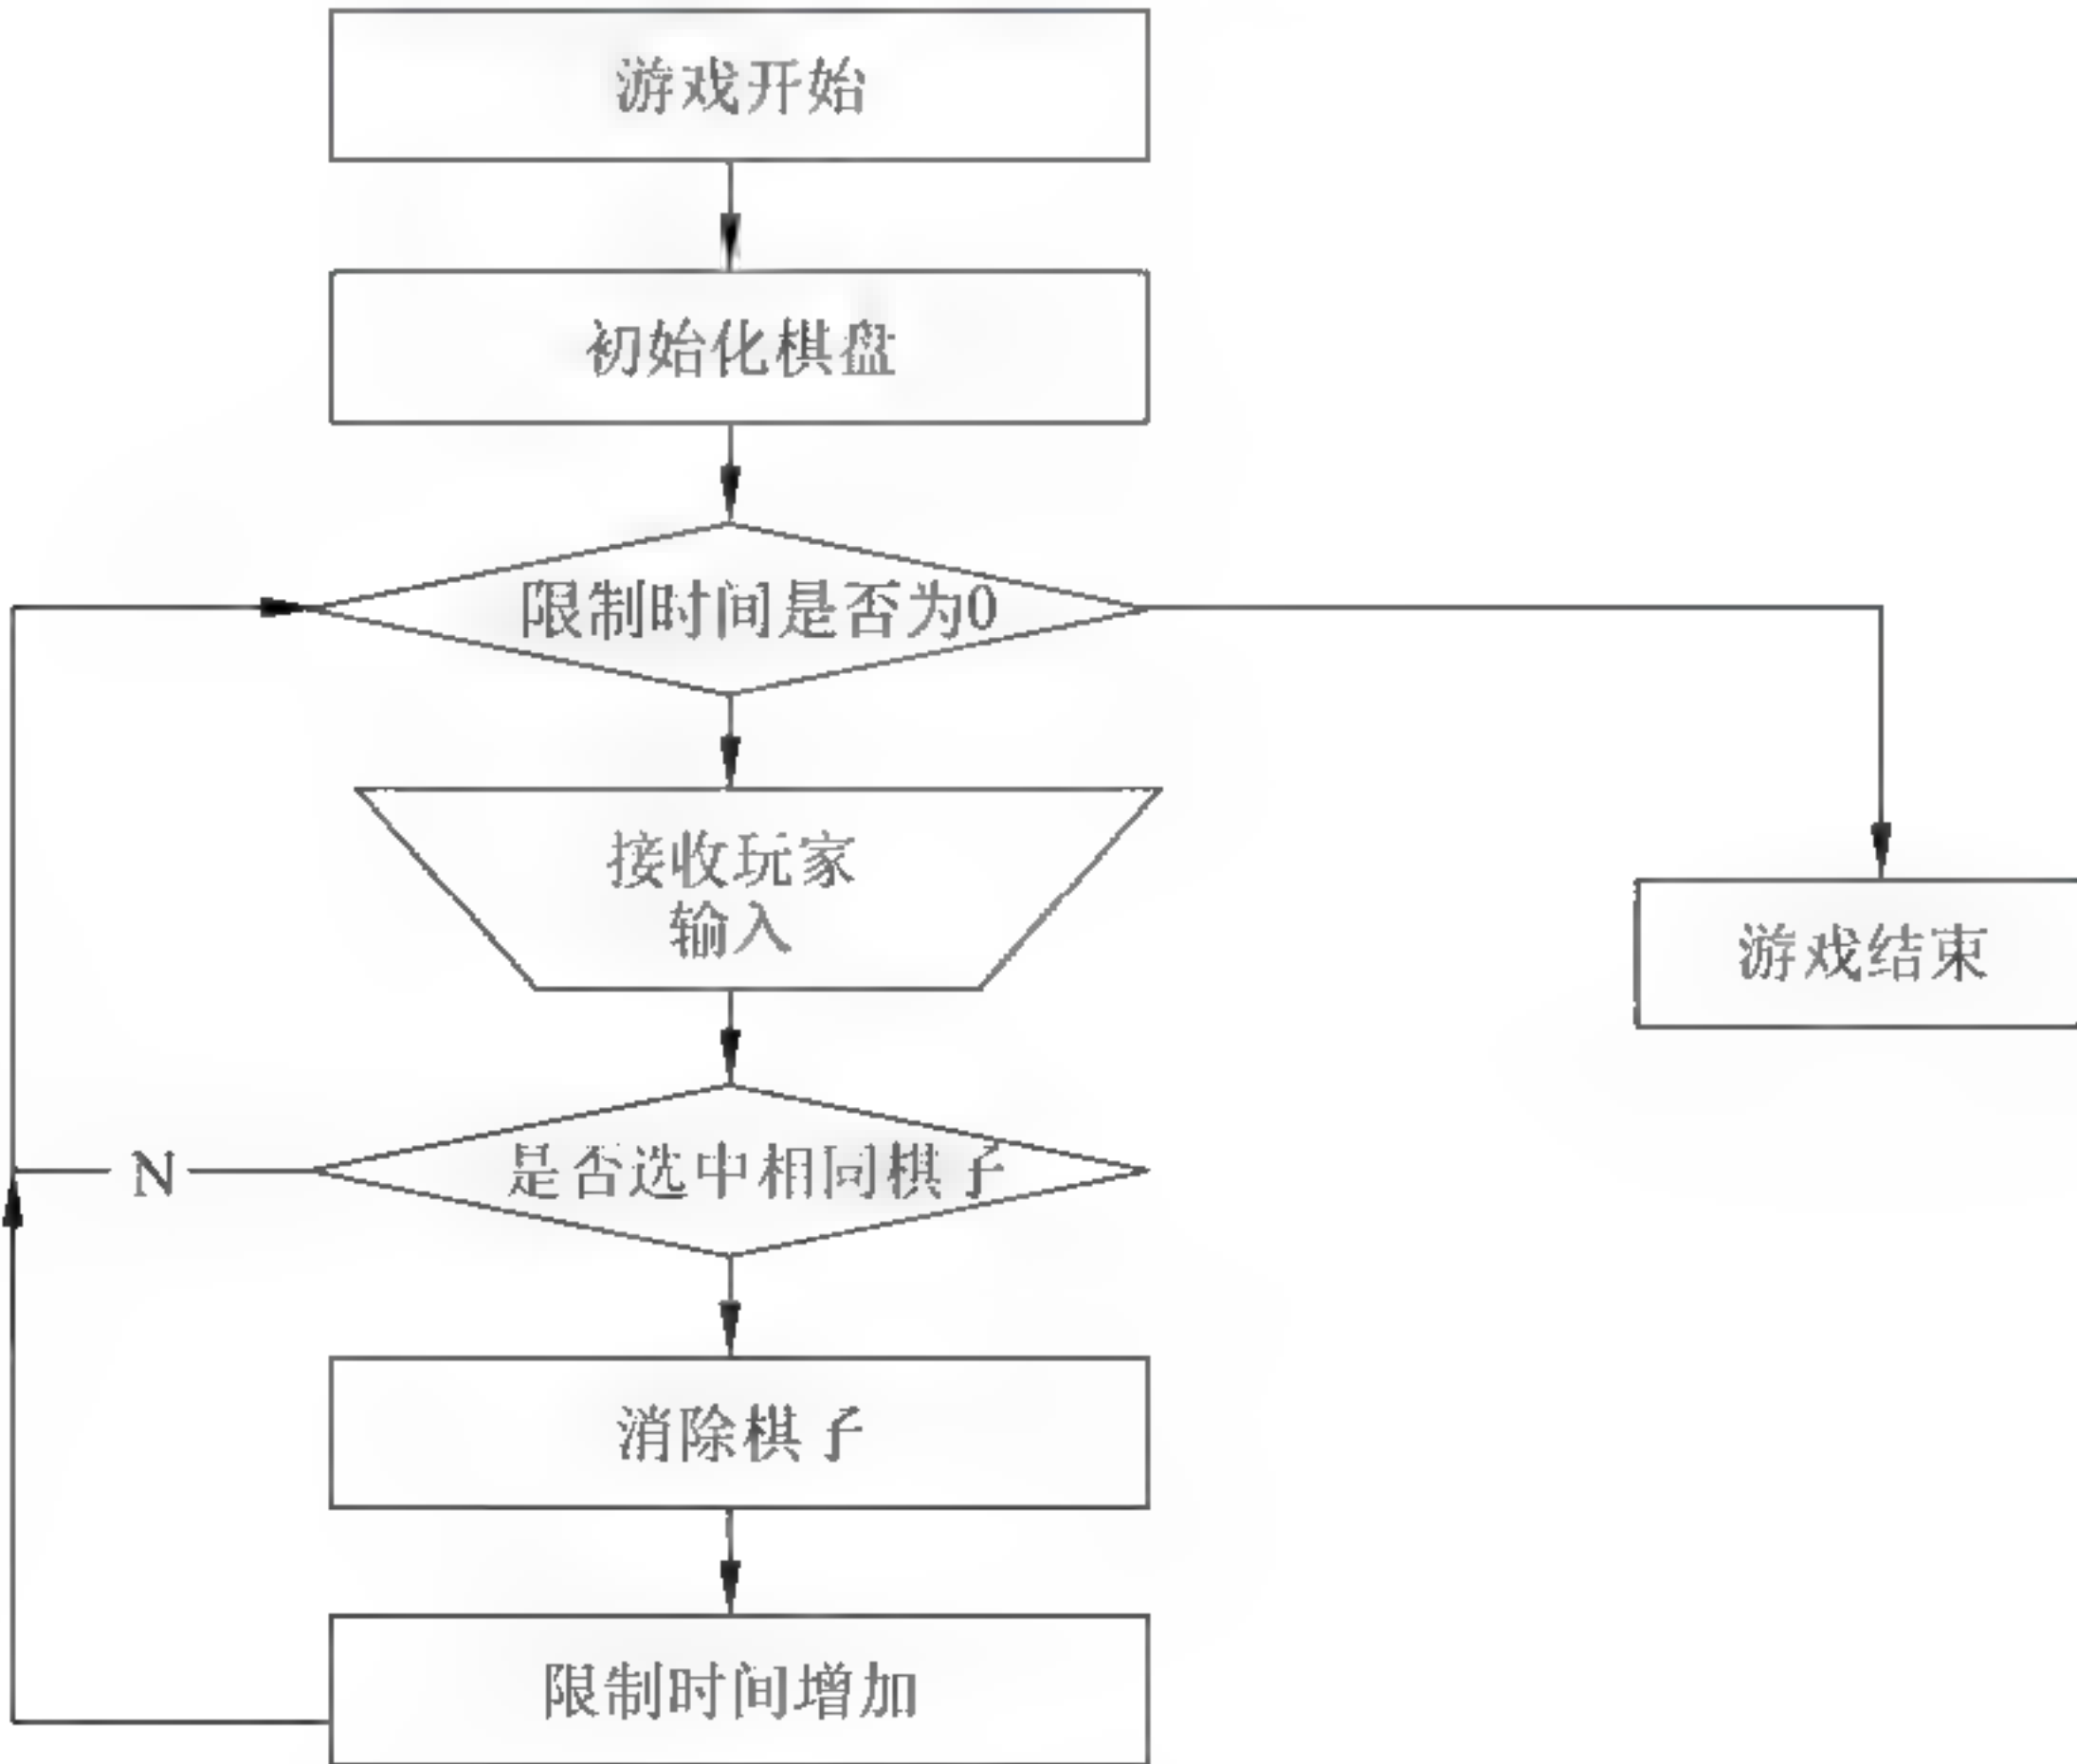 游戏开始
初始化棋盘
限制时间是否为0
接收玩家
输入
游戏结束
N
是否选中相同棋子
消除棋子
限制时间增加